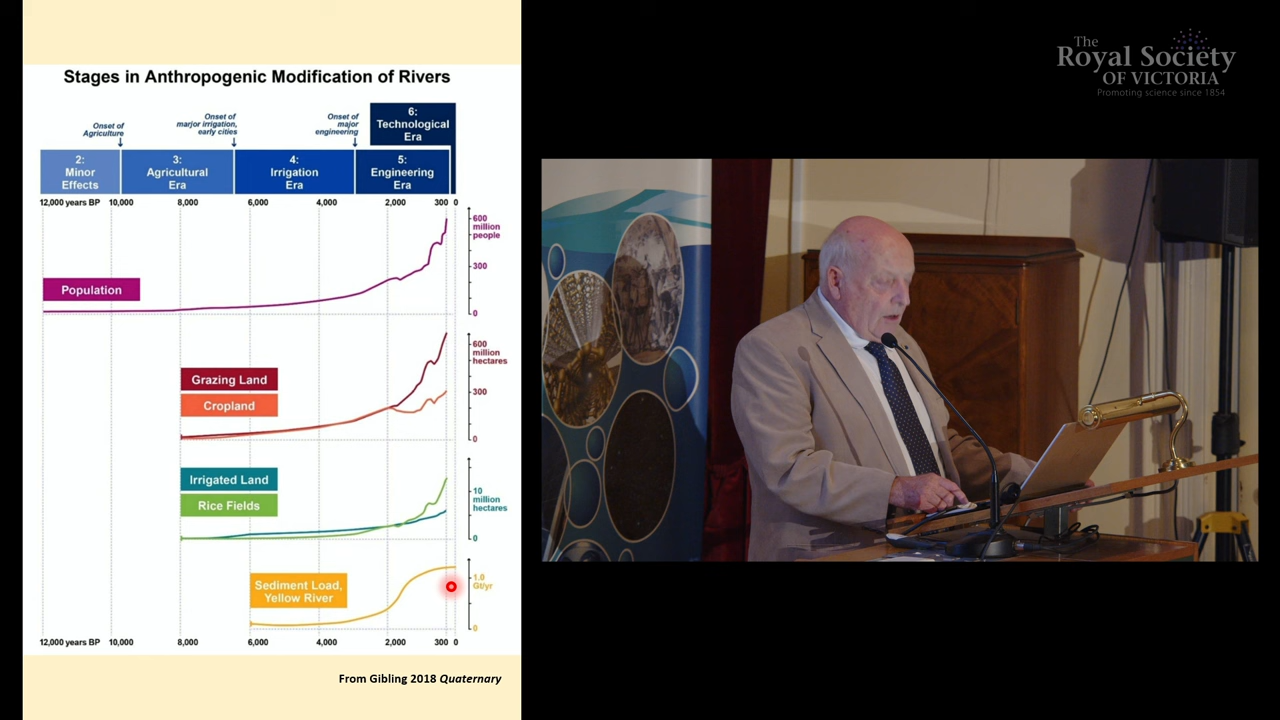 Stages in Anthropogenic Modification of Rivers
6:
Technological
Era
Onset of
Agriculture
Onset of
marjor irrigation,
early cities
Onset of
major
engineering
2:
Minor
Effects
3:
Agricultural
Era
4:
Irrigation
Era
5:
Engineering
Era
12,000 years BP 10,000 8,000 6,000 4,000 2,000 300 0
600
million
people
300
0
Population
600
million
hectares
300
0
Grazing Land
Cropland
10
million
hectares
0
Irrigated Land
Rice Fields
1.0
Gt/yr
0
Sediment Load,
Yellow River
12,000 years BP 10,000 8,000 6,000 4,000 2,000 300 0
From Gibling 2018 Quaternary
The
Royal Society
OF VICTORIA
Promoting science since 1854